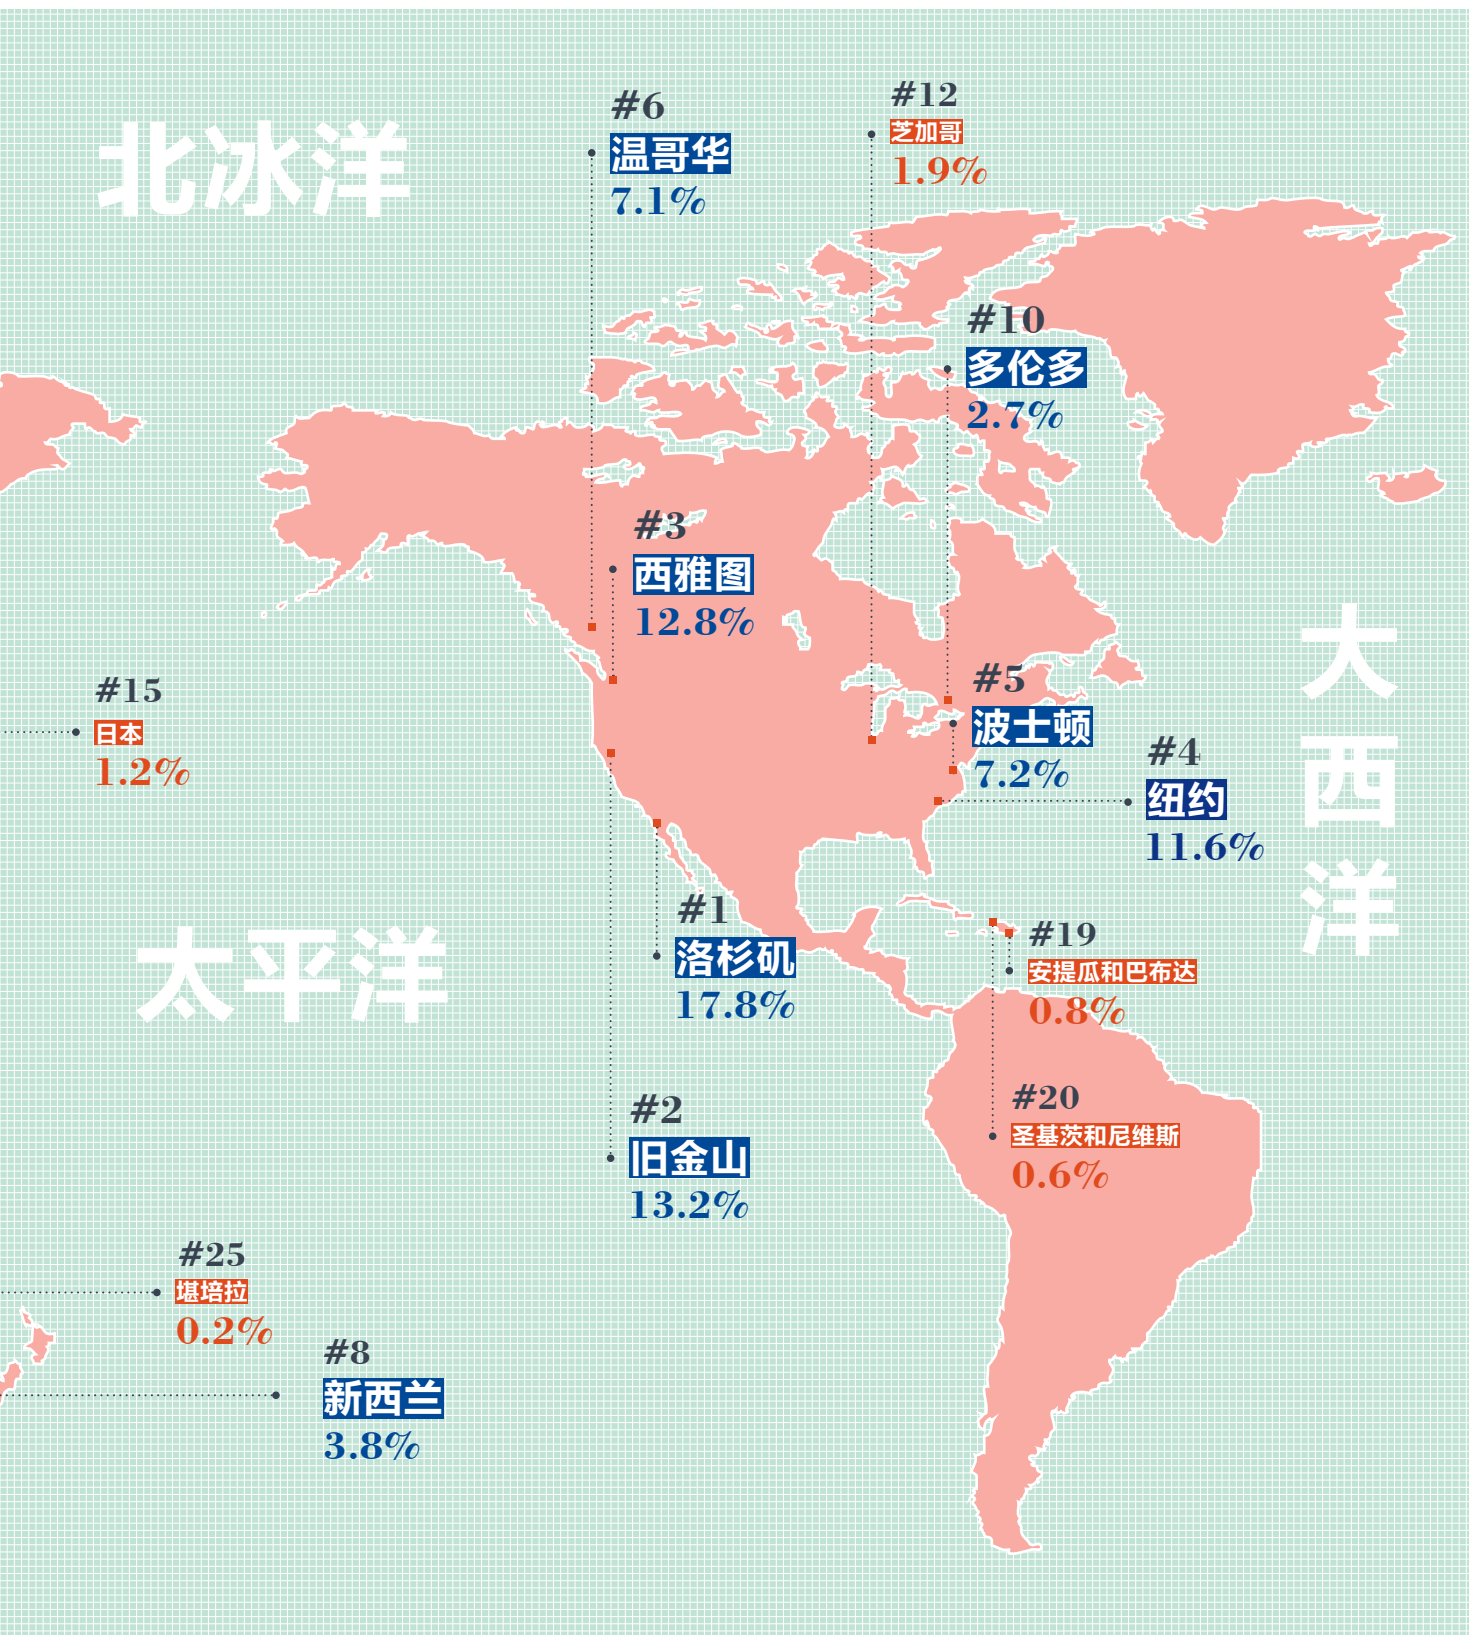 北冰洋
#6
温哥华
7.1%
#12
芝加哥
1.9%
#10
多伦多
2.7%
#3
西雅图
12.8%
大西洋
#15
日本
1.2%
#5
波士顿
7.2%
#4
纽约
11.6%
太平洋
#1
洛杉矶
17.8%
#19
安提瓜和巴布达
0.8%
#2
旧金山
13.2%
#20
圣基茨和尼维斯
0.6%
#25
堪培拉
0.2%
#8
新西兰
3.8%